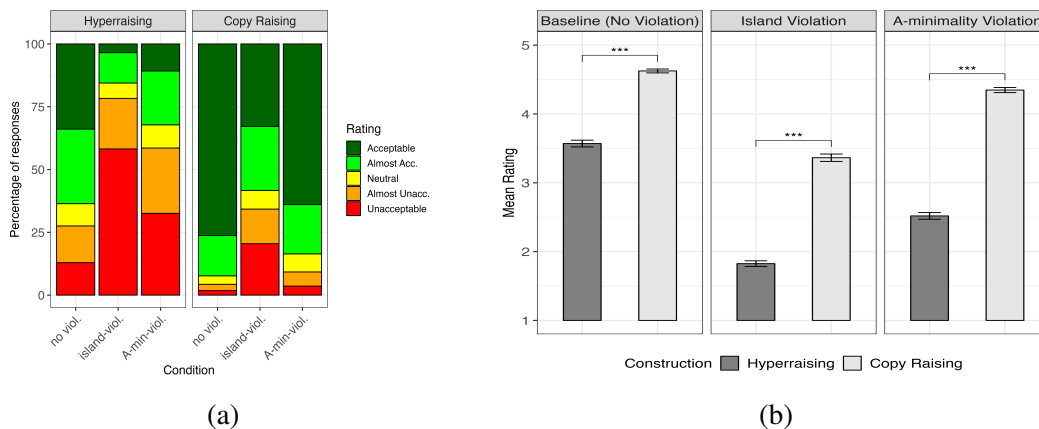 Hyperraising Copy Raising
100
75
50
25
0
Percentage of responses
no viol.
island-viol.
A-min-viol.
no viol.
island-viol.
A-min-viol.
Condition
Rating
Acceptable
Almost Acc.
Neutral
Almost Unacc.
Unacceptable
(a)
Baseline (No Violation) Island Violation A-minimality Violation
5
4
3
2
1
Mean Rating
***
***
***
Construction Hyperraising Copy Raising
(b)